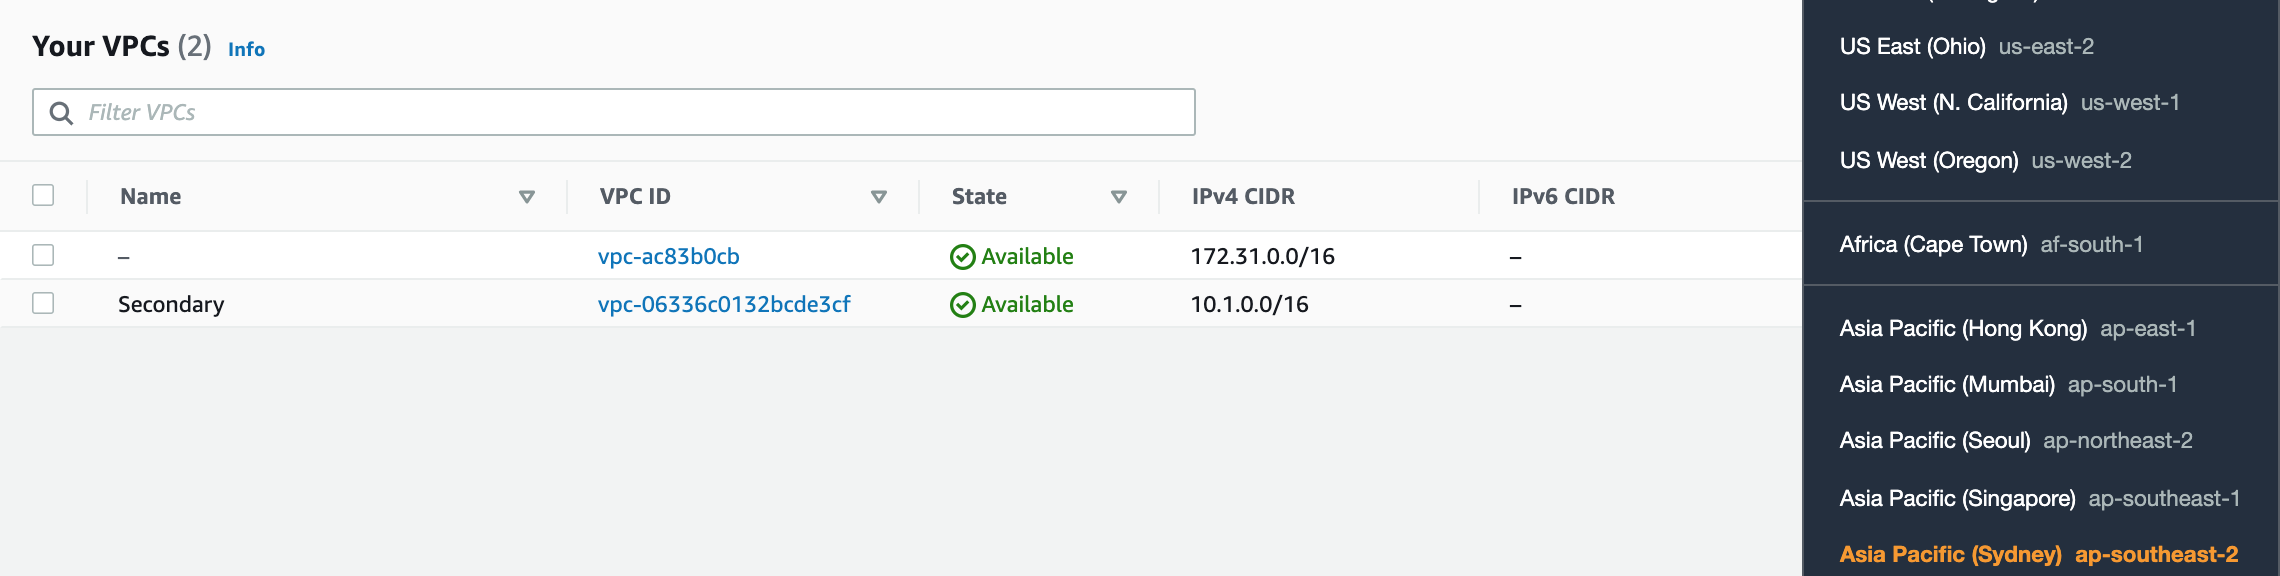 Your VPCs (2) Info
Filter VPCs
Name VPC ID State IPv4 CIDR IPv6 CIDR
– vpc-ac83b0cb Available 172.31.0.0/16 –
Secondary vpc-06336c0132bcde3cf Available 10.1.0.0/16 –
US East (Ohio) us-east-2
US West (N. California) us-west-1
US West (Oregon) us-west-2
Africa (Cape Town) af-south-1
Asia Pacific (Hong Kong) ap-east-1
Asia Pacific (Mumbai) ap-south-1
Asia Pacific (Seoul) ap-northeast-2
Asia Pacific (Singapore) ap-southeast-1
Asia Pacific (Sydney) ap-southeast-2